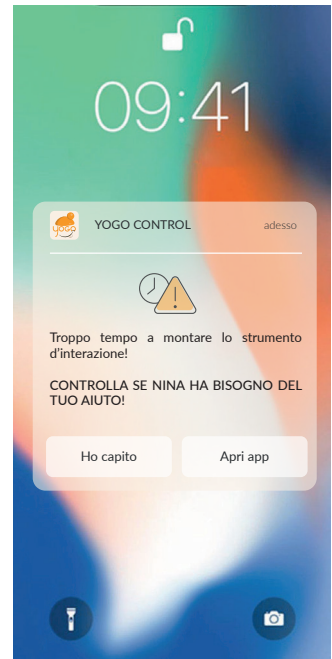 09:41
YOGO
YOGO CONTROL
adesso
Troppo tempo a montare lo strumento
d'interazione!
CONTROLLA SE NINA HA BISOGNO DEL
TUO AIUTO!
Ho capito
Apri app